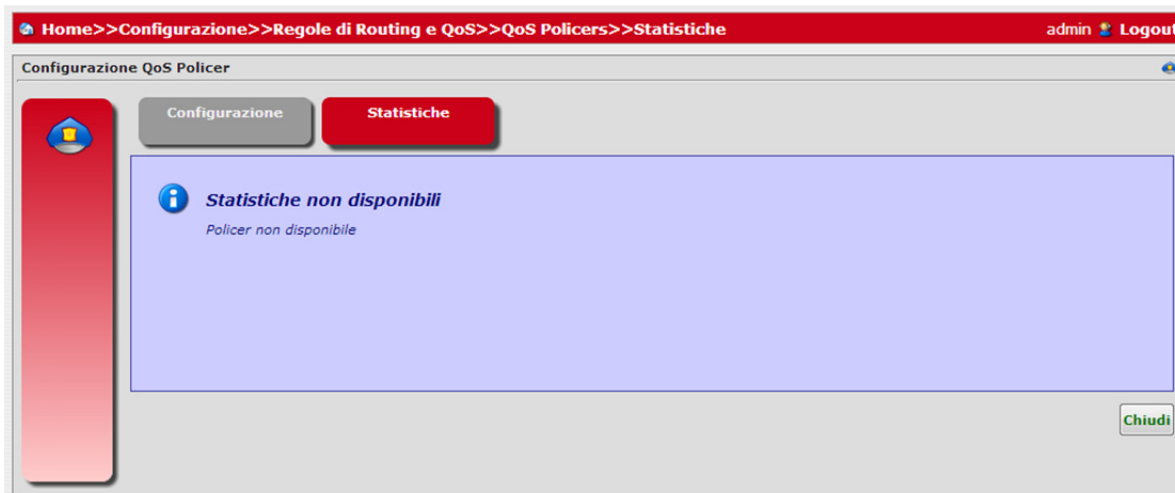 Home>>Configurazione>>Regole di Routing e QoS>>QoS Policers>>Statistiche admin Logout
Configurazione QoS Policer
Configurazione Statistiche
Statistiche non disponibili
Policer non disponibile
Chiudi